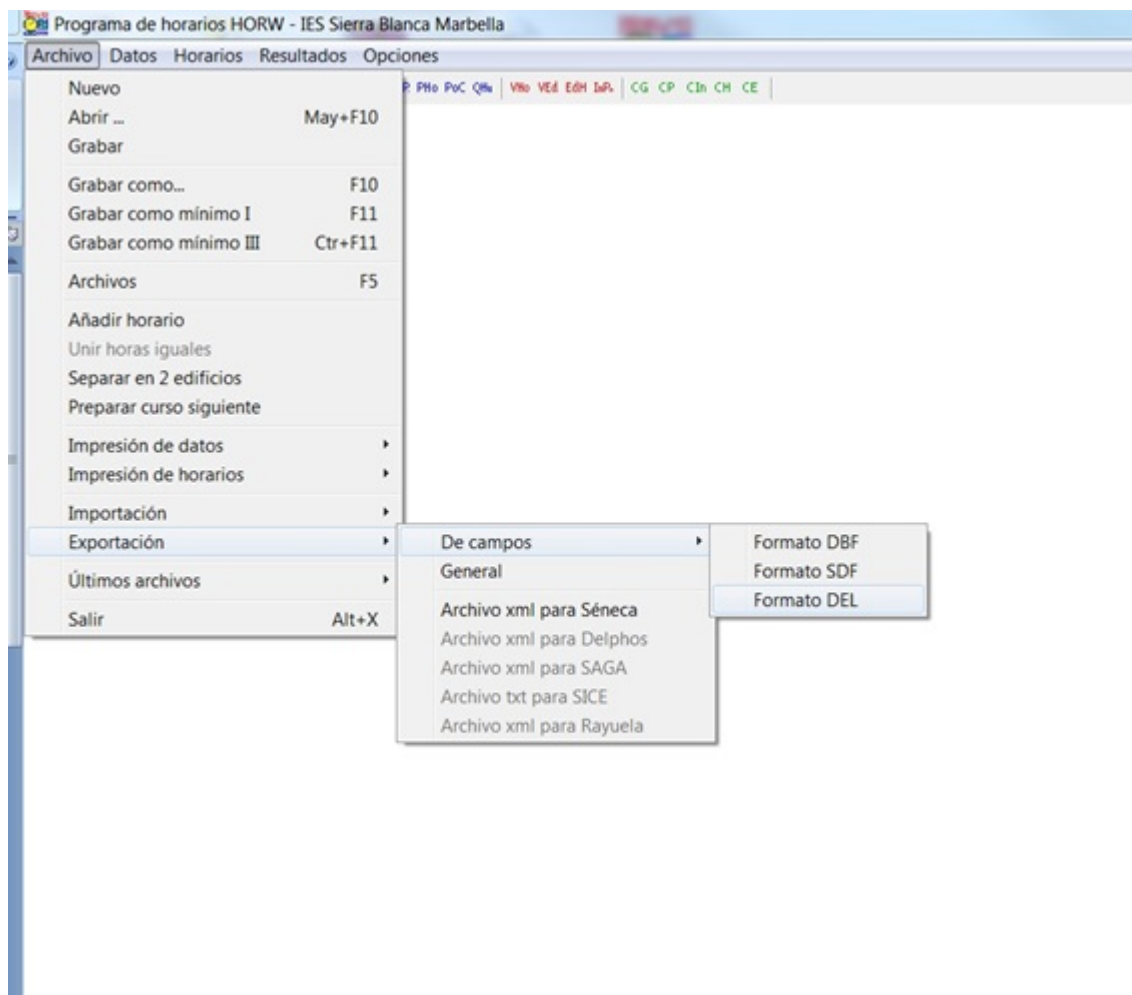 Programa de horarios HORW - IES Sierra Blanca Marbella
Archivo Datos Horarios Resultados Opciones
PHo PoC QHu VHo VEd EdH InP. CG CP CIn CH CE
Nuevo
Abrir ... May+F10
Grabar
Grabar como... F10
Grabar como mínimo I F11
Grabar como mínimo III Ctr+F11
Archivos F5
Añadir horario
Unir horas iguales
Separar en 2 edificios
Preparar curso siguiente
Impresión de datos
Impresión de horarios
Importación
Exportación
Últimos archivos
Salir Alt+X
De campos
General
Archivo xml para Séneca
Archivo xml para Delphos
Archivo xml para SAGA
Archivo txt para SICE
Archivo xml para Rayuela
Formato DBF
Formato SDF
Formato DEL